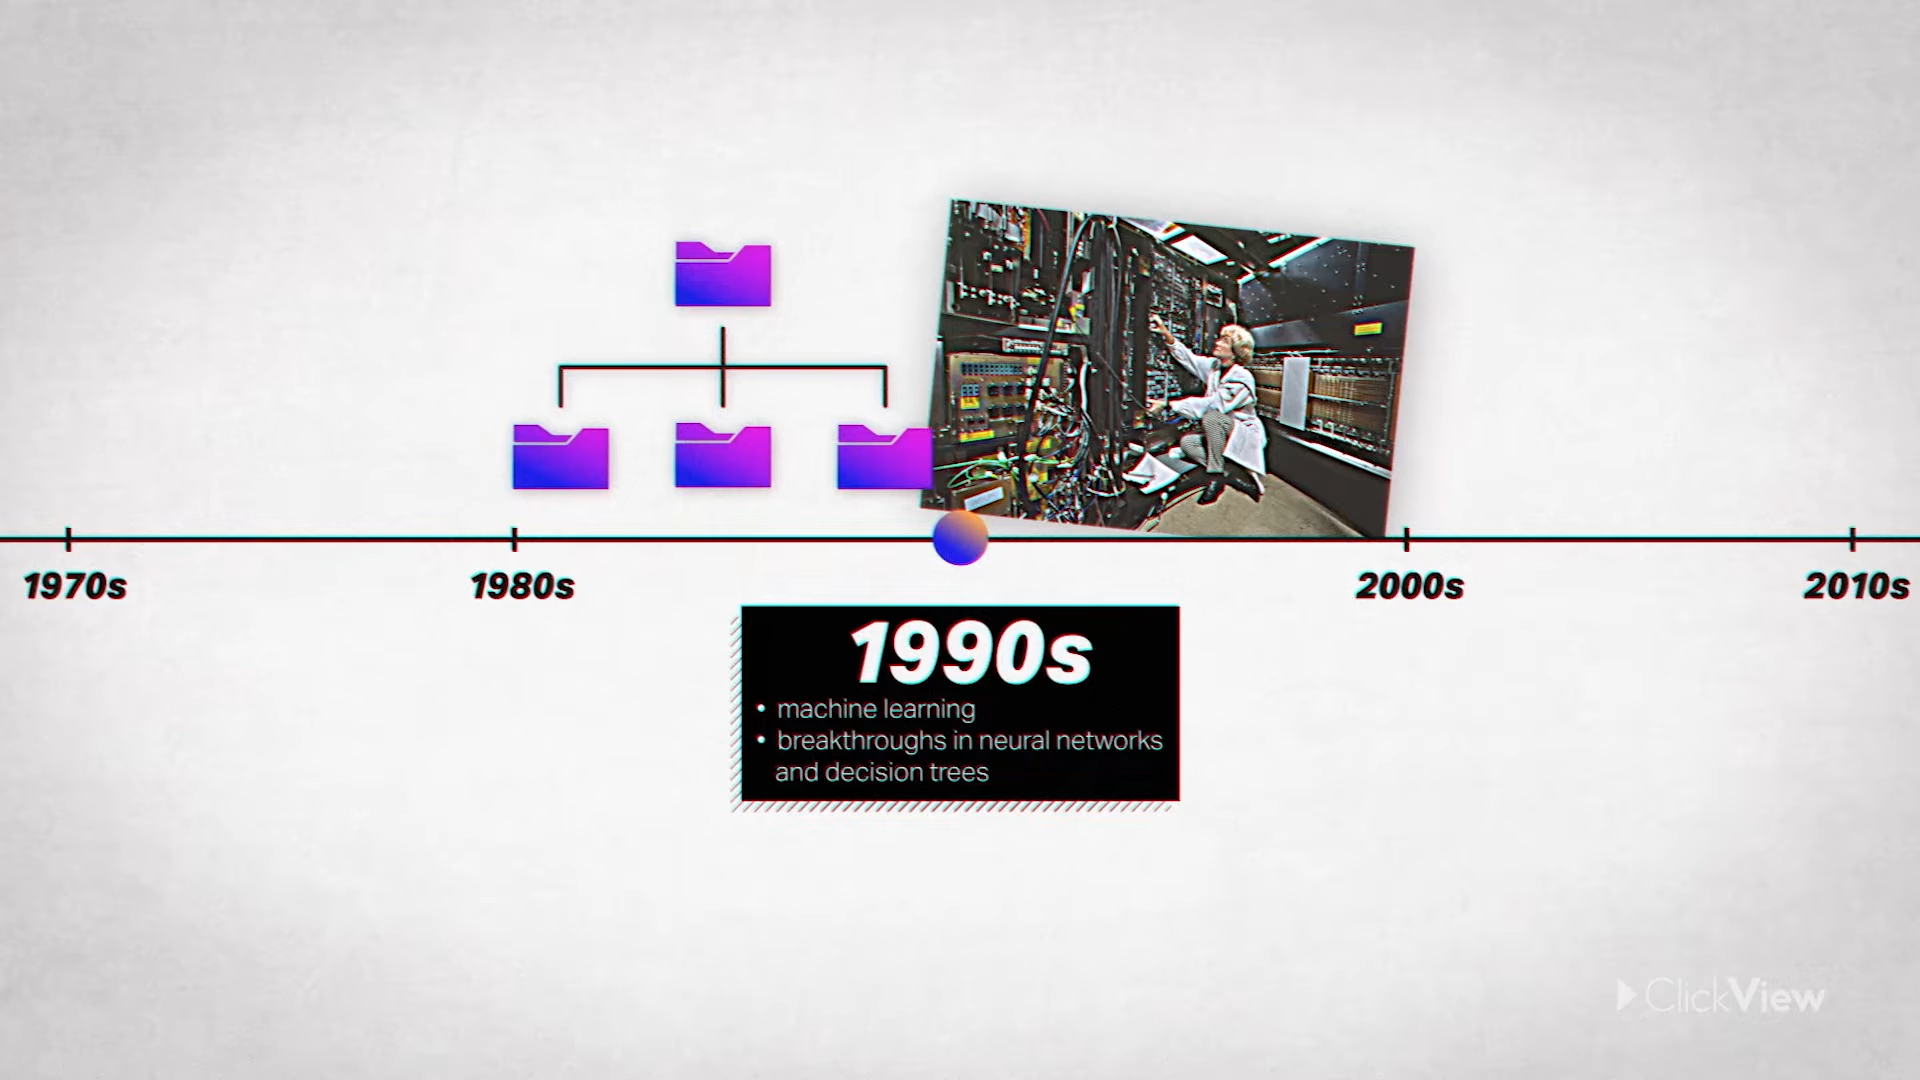 1970s
1980s
2000s
2010s
1990s
• machine learning
• breakthroughs in neural networks
and decision trees
ClickView